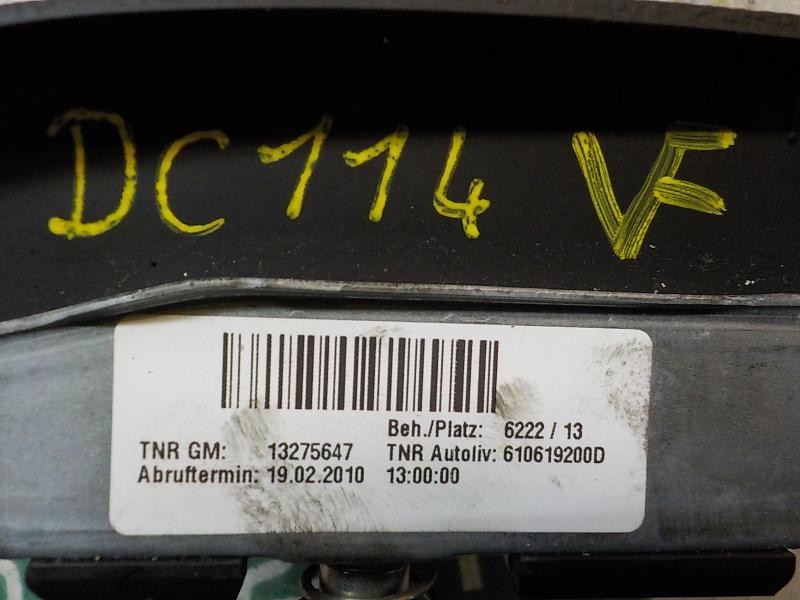 DC114 VF
Beh./Platz: 6222 / 13
TNR GM: 13275647 TNR Autoliv: 610619200D
Abruftermin: 19.02.2010 13:00:00